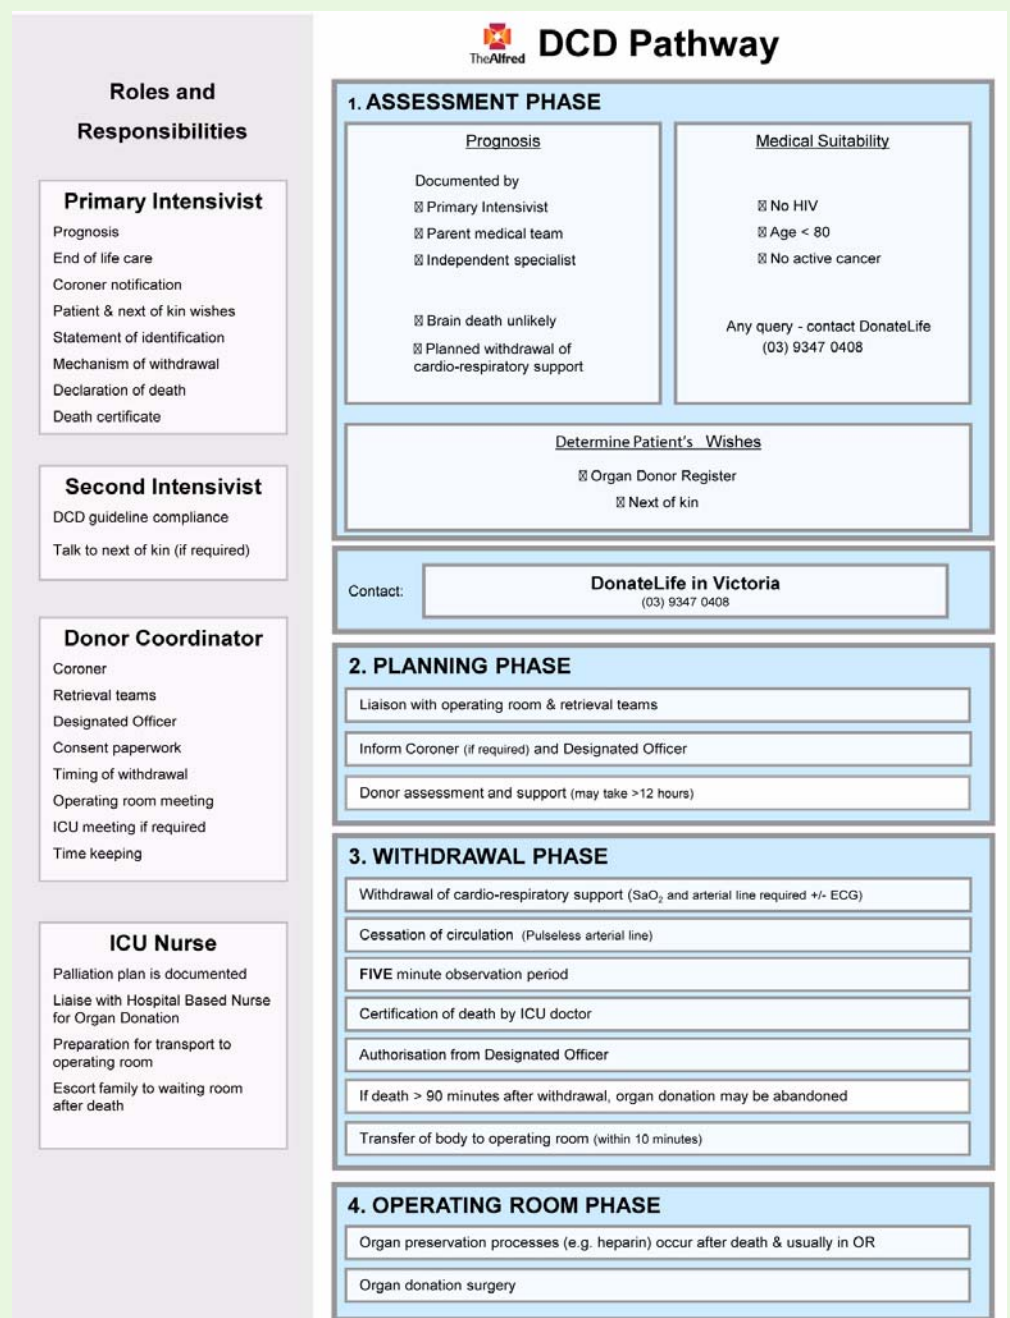 TheAlfred
DCD Pathway
Roles and
Responsibilities
Primary Intensivist
Prognosis
End of life care
Coroner notification
Patient & next of kin wishes
Statement of identification
Mechanism of withdrawal
Declaration of death
Death certificate
Second Intensivist
DCD guideline compliance
Talk to next of kin (if required)
Donor Coordinator
Coroner
Retrieval teams
Designated Officer
Consent paperwork
Timing of withdrawal
Operating room meeting
ICU meeting if required
Time keeping
ICU Nurse
Palliation plan is documented
Liaise with Hospital Based Nurse
for Organ Donation
Preparation for transport to
operating room
Escort family to waiting room
after death
1. ASSESSMENT PHASE
Prognosis
Documented by
Primary Intensivist
Parent medical team
Independent specialist
Brain death unlikely
Planned withdrawal of
cardio-respiratory support
Medical Suitability
No HIV
Age < 80
No active cancer
Any query - contact DonateLife
(03) 9347 0408
Determine Patient's Wishes
Organ Donor Register
Next of kin
Contact:
DonateLife in Victoria
(03) 9347 0408
2. PLANNING PHASE
Liaison with operating room & retrieval teams
Inform Coroner (if required) and Designated Officer
Donor assessment and support (may take >12 hours)
3. WITHDRAWAL PHASE
Withdrawal of cardio-respiratory support (SaO₂ and arterial line required +/- ECG)
Cessation of circulation (Pulseless arterial line)
FIVE minute observation period
Certification of death by ICU doctor
Authorisation from Designated Officer
If death > 90 minutes after withdrawal, organ donation may be abandoned
Transfer of body to operating room (within 10 minutes)
4. OPERATING ROOM PHASE
Organ preservation processes (e.g. heparin) occur after death & usually in OR
Organ donation surgery